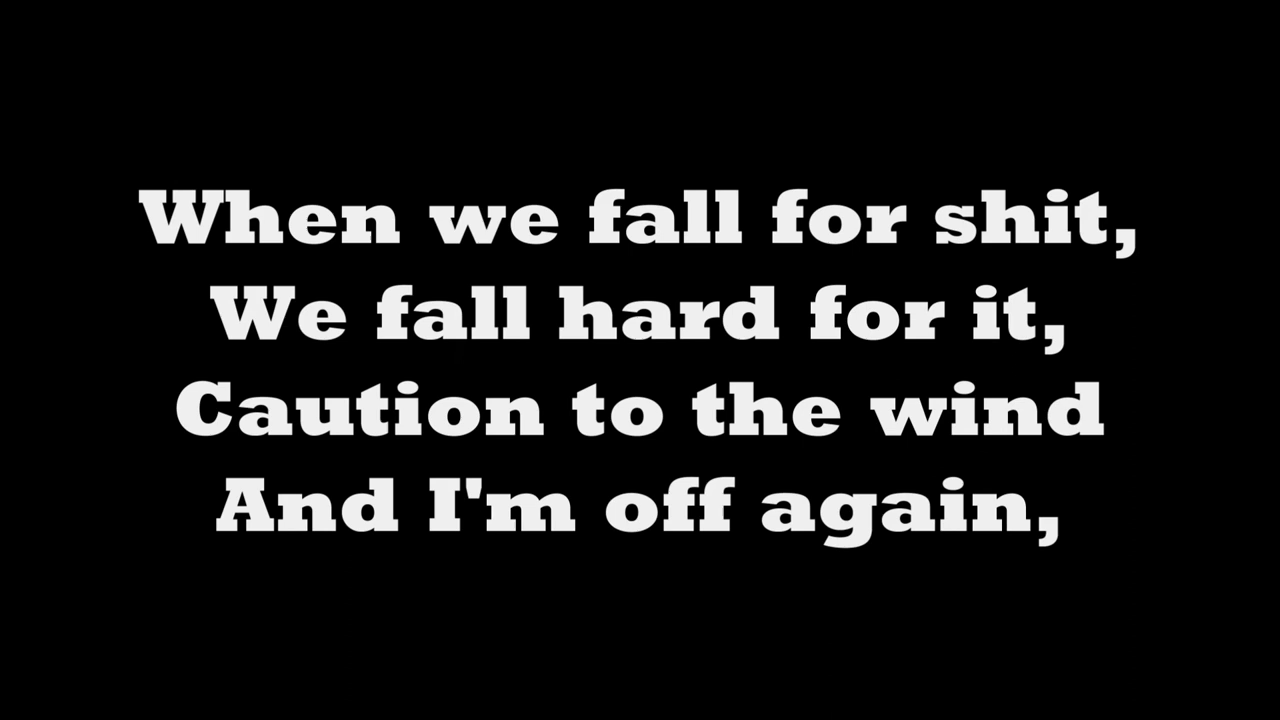 When we fall for shit,
We fall hard for it,
Caution to the wind
And I'm off again,